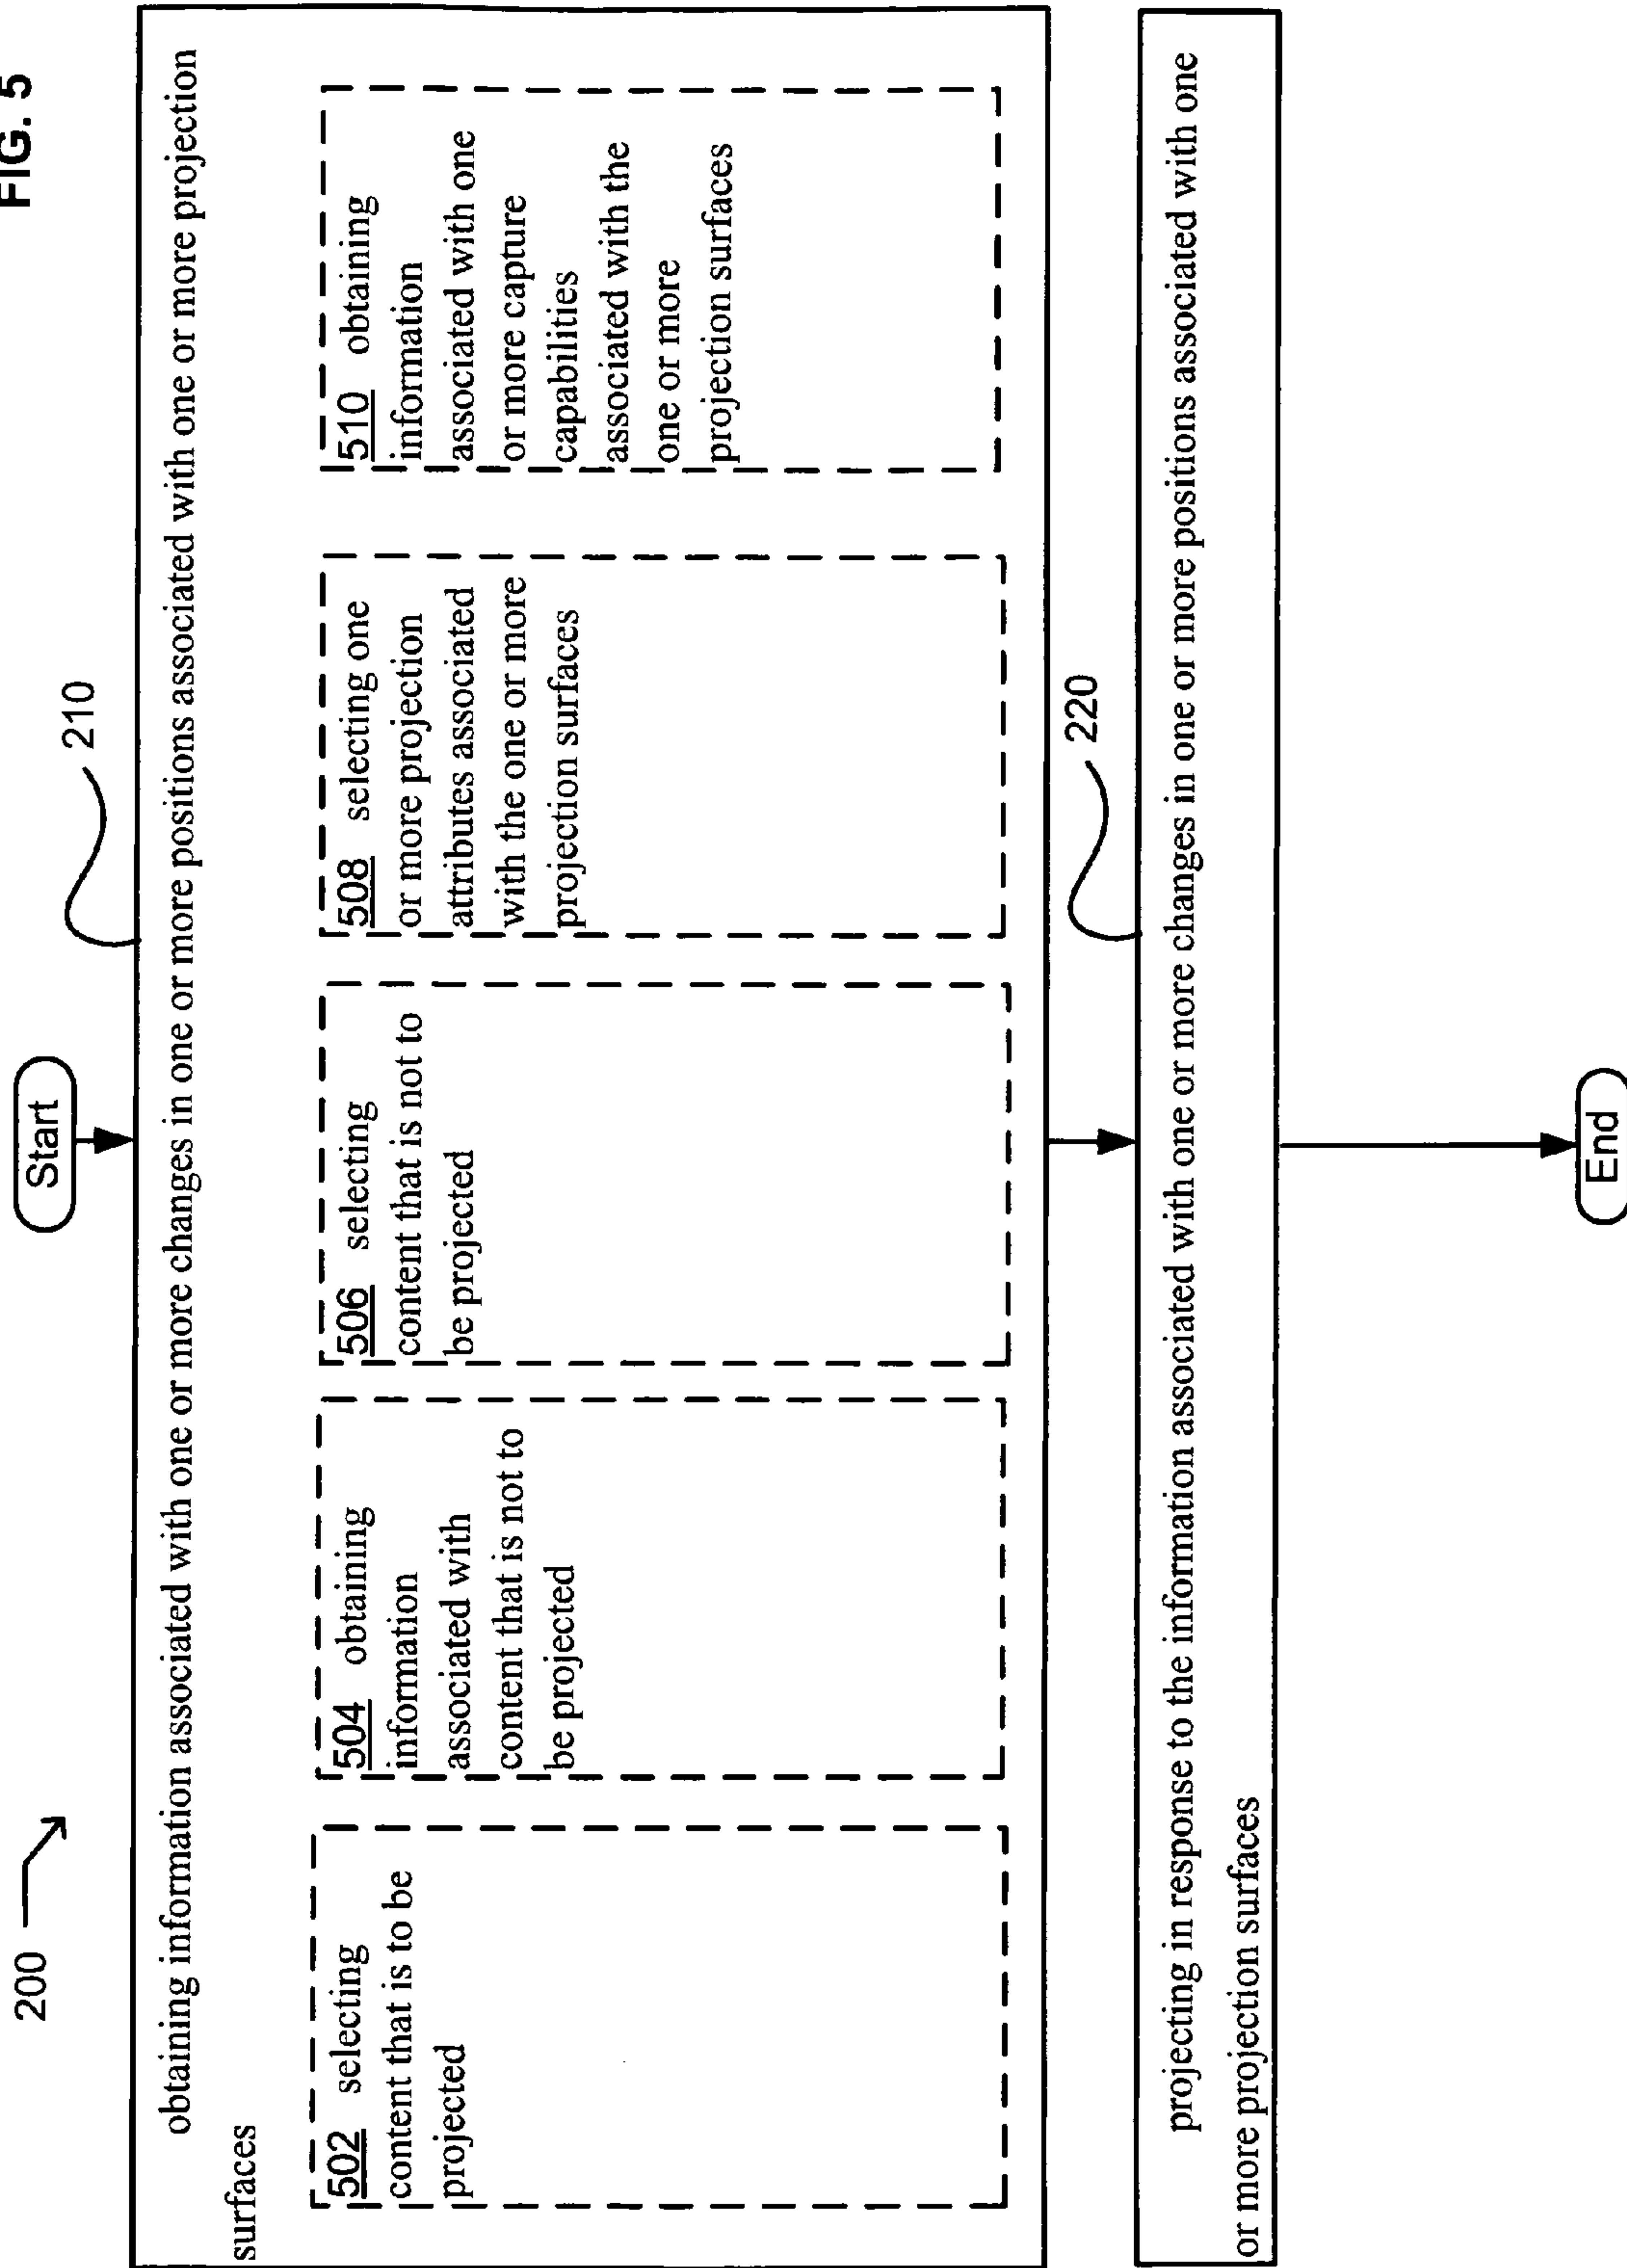 FIG. 5
200
Start
210
obtaining information associated with one or more changes in one or more positions associated with one or more projection
surfaces
502 selecting
content that is to be
projected
504 obtaining
information
associated with
content that is not to
be projected
506 selecting
content that is not to
be projected
508 selecting one
or more projection
attributes associated
with the one or more
projection surfaces
510 obtaining
information
associated with one
or more capture
capabilities
associated with the
one or more
projection surfaces
220
projecting in response to the information associated with one or more changes in one or more positions associated with one
or more projection surfaces
End